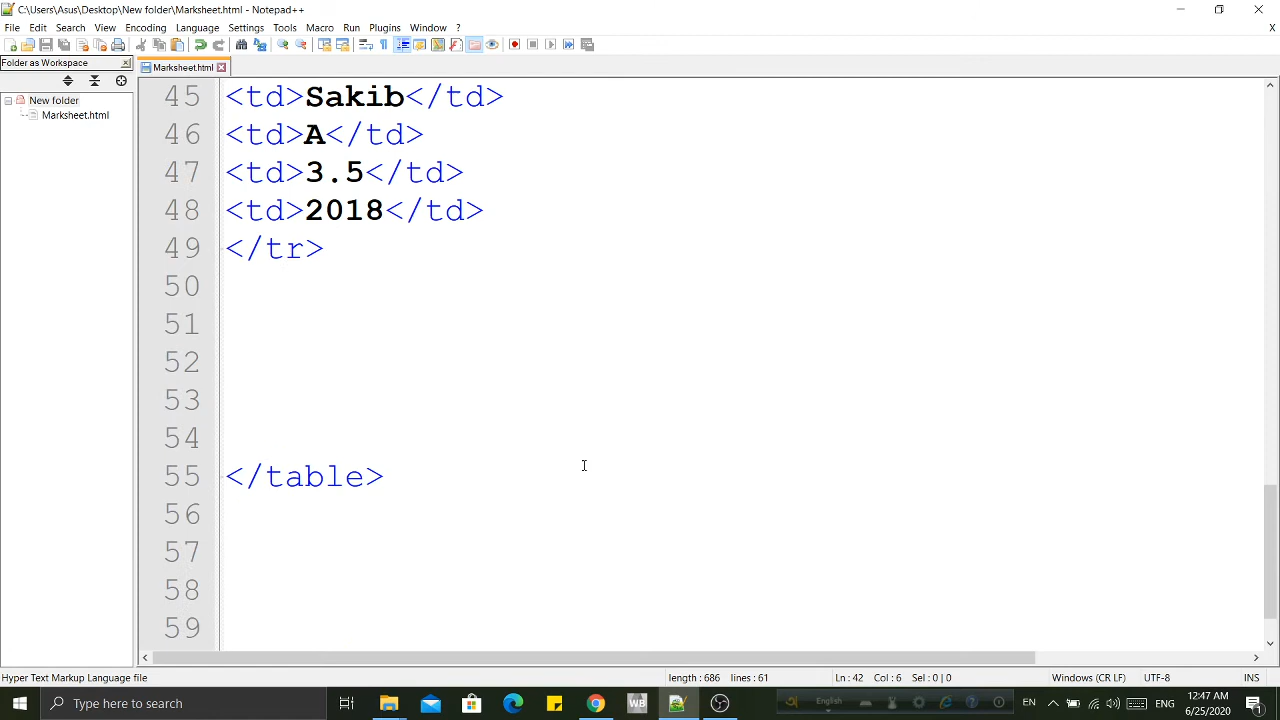 C:\Users\Asus\Desktop\New folder\Marksheet.html - Notepad++
File Edit Search View Encoding Language Settings Tools Macro Run Plugins Window ?
X
Folder as Workspace
Marksheet.html
New folder
Marksheet.html
45 <td>Sakib</td>
46 <td>A</td>
47 <td>3.5</td>
48 <td>2018</td>
49 </tr>
50
51
52
53
54
55 </table>
56
57
58
59
Hyper Text Markup Language file length : 686 lines : 61 Ln : 42 Col : 0 Sel : 0 | 0 Windows (CR LF) UTF-8 INS
Type here to search
WB
English
EN
ENG
12:47 AM
6/25/2020
1